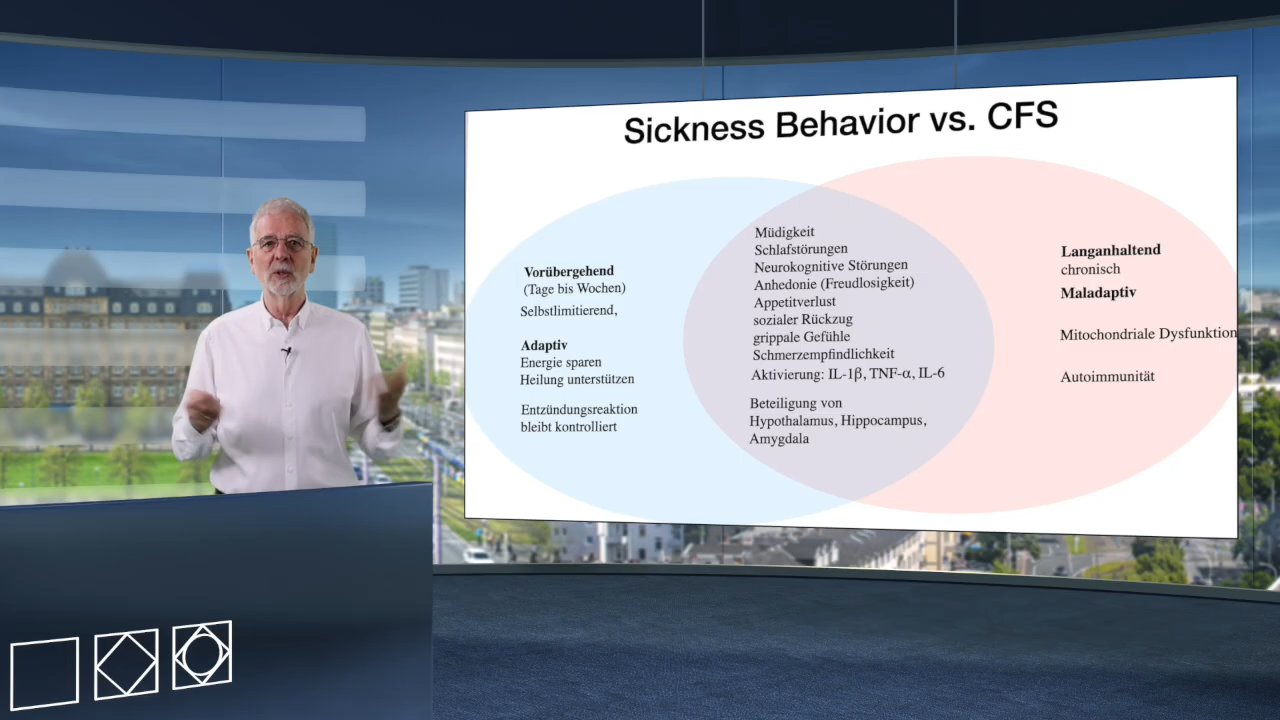 Sickness Behavior vs. CFS
Vorübergehend
(Tage bis Wochen)
Selbstlimitierend,
Adaptiv
Energie sparen
Heilung unterstützen
Entzündungsreaktion
bleibt kontrolliert
Müdigkeit
Schlafstörungen
Neurokognitive Störungen
Anhedonie (Freudlosigkeit)
Appetitverlust
sozialer Rückzug
grippale Gefühle
Schmerzempfindlichkeit
Aktivierung: IL-1β, TNF-α, IL-6
Beteiligung von
Hypothalamus, Hippocampus,
Amygdala
Langanhaltend
chronisch
Maladaptiv
Mitochondriale Dysfunktion
Autoimmunität